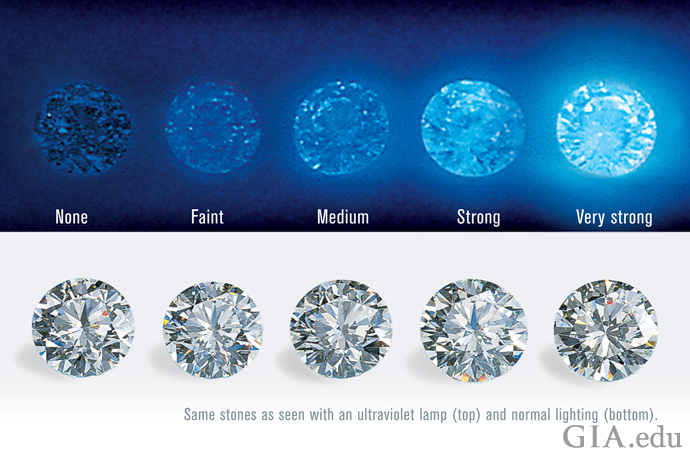 None Faint Medium Strong Very strong
Same stones as seen with an ultraviolet lamp (top) and normal lighting (bottom).
GIA.edu